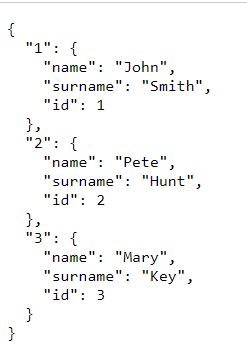 {
  "1": {
    "name": "John",
    "surname": "Smith",
    "id": 1
  },
  "2": {
    "name": "Pete",
    "surname": "Hunt",
    "id": 2
  },
  "3": {
    "name": "Mary",
    "surname": "Key",
    "id": 3
  }
}